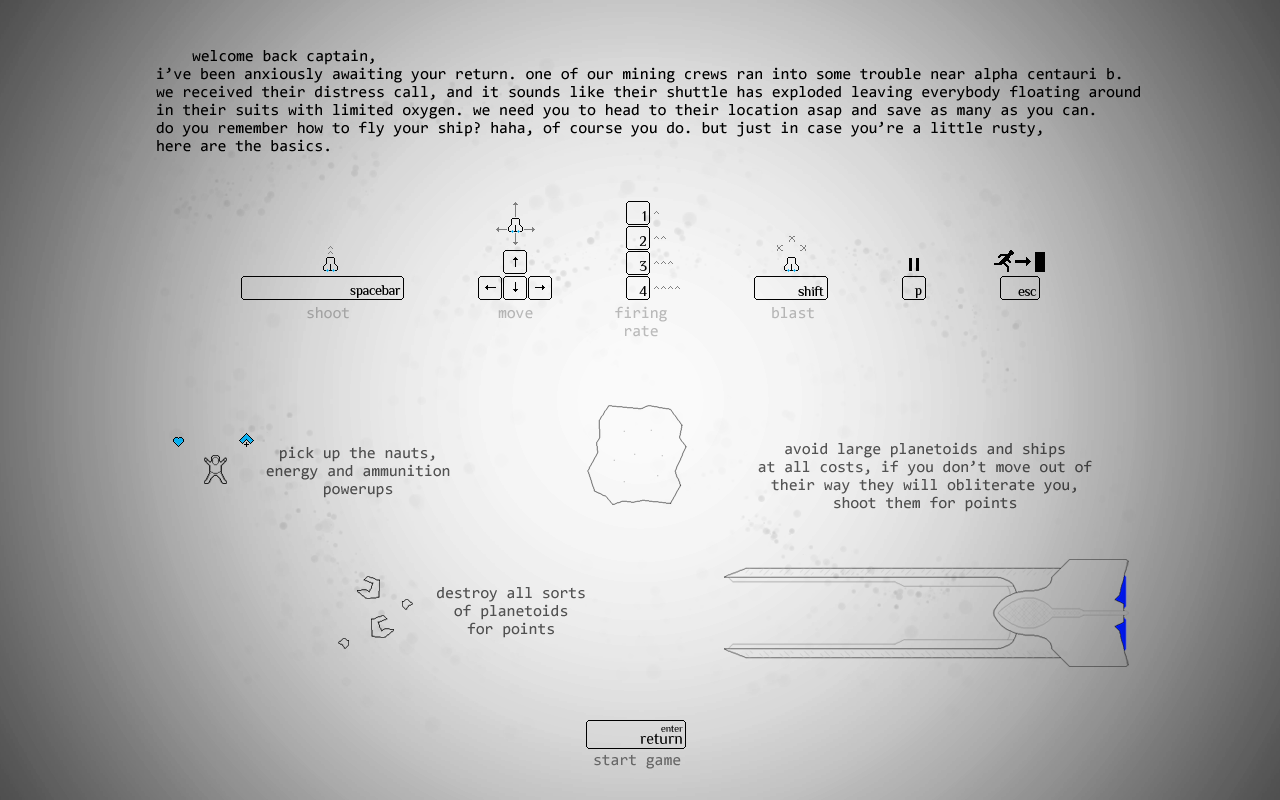 welcome back captain,
i've been anxiously awaiting your return. one of our mining crews ran into some trouble near alpha centauri b.
we received their distress call, and it sounds like their shuttle has exploded leaving everybody floating around
in their suits with limited oxygen. we need you to head to their location asap and save as many as you can.
do you remember how to fly your ship? haha, of course you do. but just in case you're a little rusty,
here are the basics.
1
2
3
4
spacebar
↑
← ↓ →
shift
p
esc
shoot
move
firing
rate
blast
pick up the nauts,
energy and ammunition
powerups
avoid large planetoids and ships
at all costs, if you don't move out of
their way they will obliterate you,
shoot them for points
destroy all sorts
of planetoids
for points
enter
return
start game